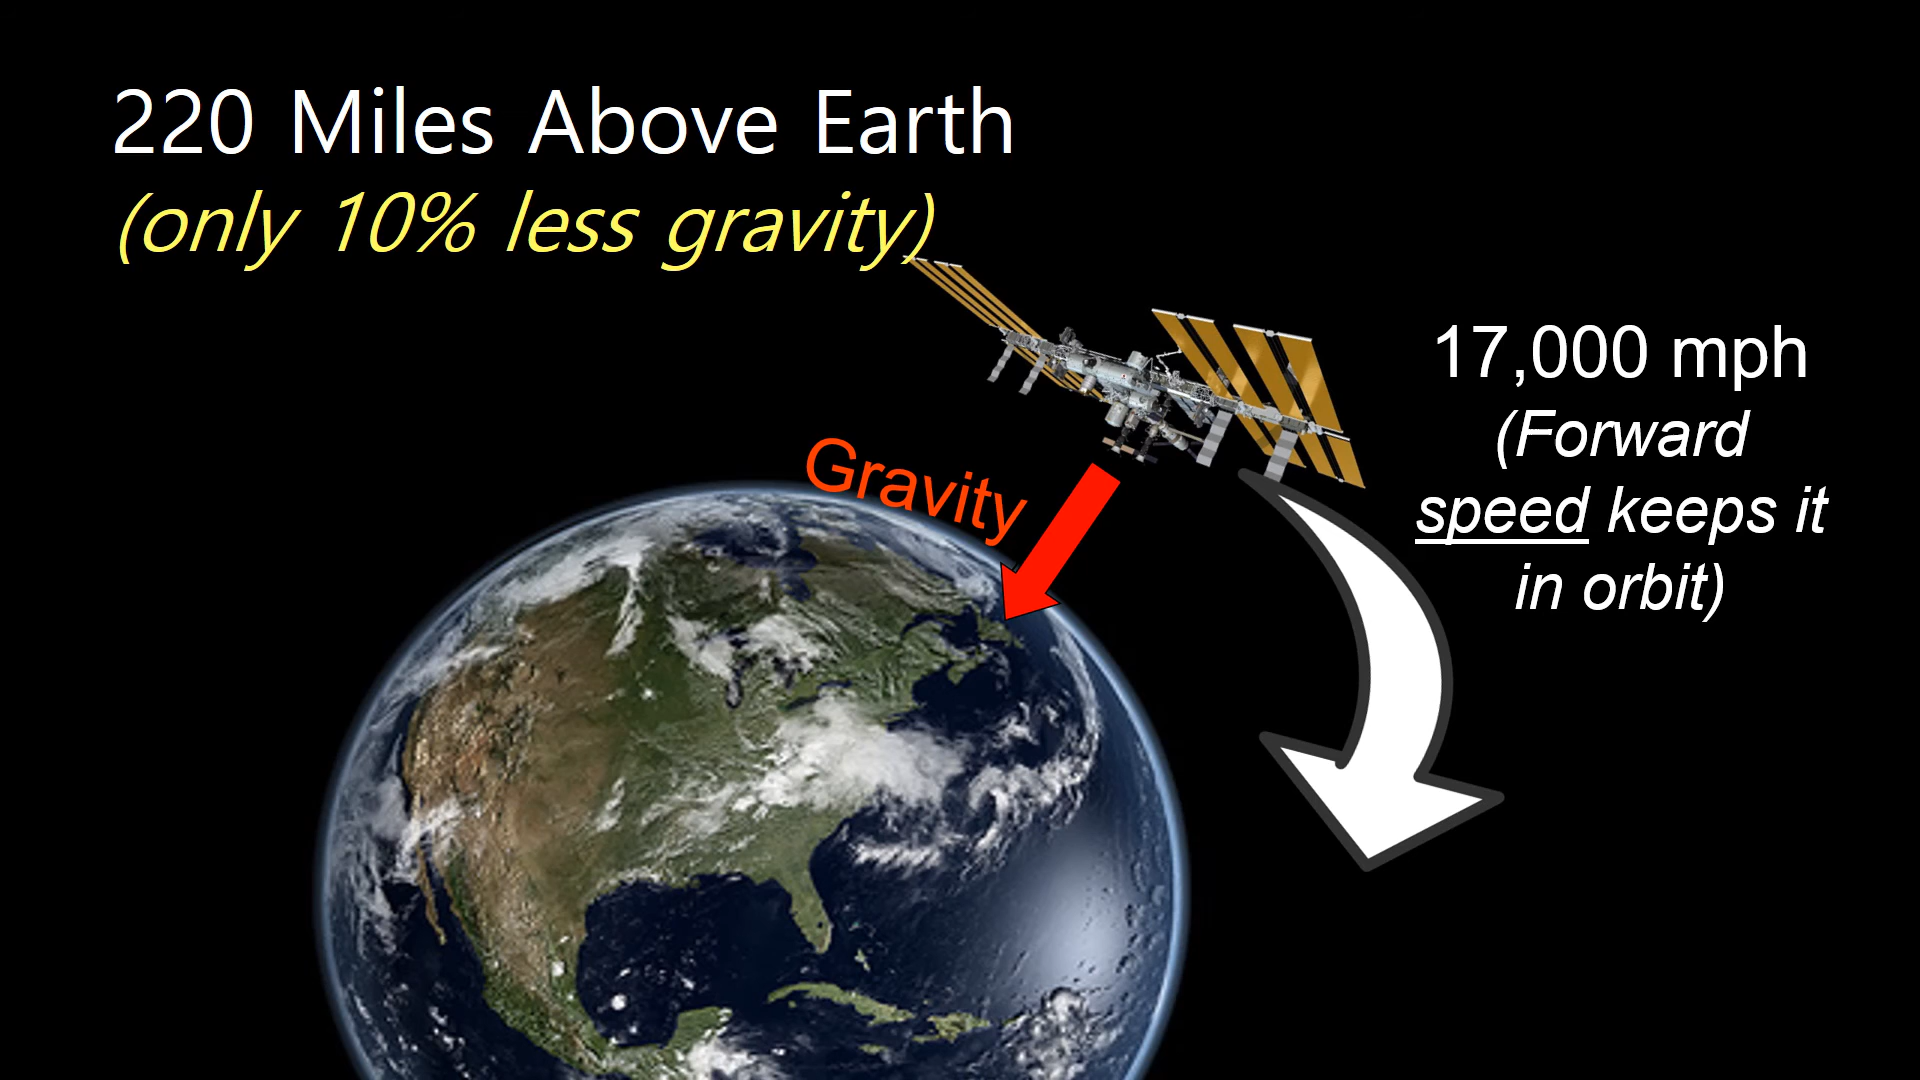 220 Miles Above Earth
(only 10% less gravity)
17,000 mph
(Forward
speed keeps it
in orbit)
Gravity